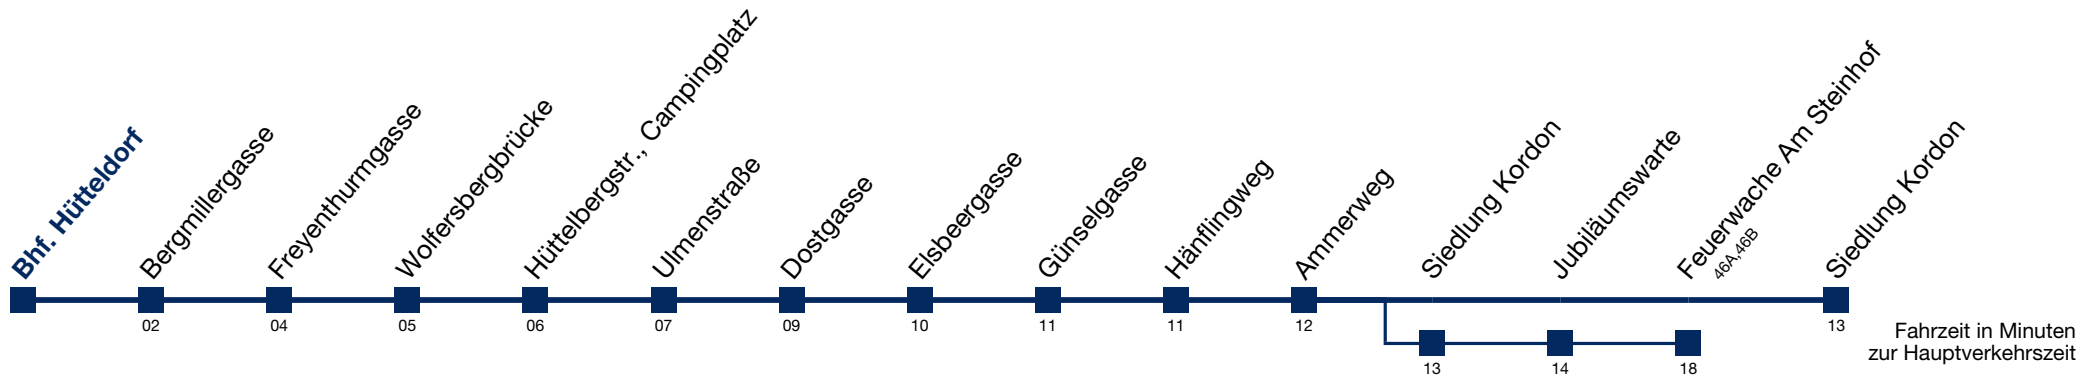 Bhf. Hütteldorf
Bergmillergasse
Freyenthurmgasse
Wolfersbergbrücke
Hüttelbergstr., Campingplatz
Ulmenstraße
Dostgasse
Elsbeergasse
Günselgasse
Hänflingweg
Ammerweg
Siedlung Kordon
Jubiläumswarte
Feuerwache Am Steinhof
46A,46B
Siedlung Kordon
02
04
05
06
07
09
10
11
11
12
13
13
14
18
Fahrzeit in Minuten
zur Hauptverkehrszeit